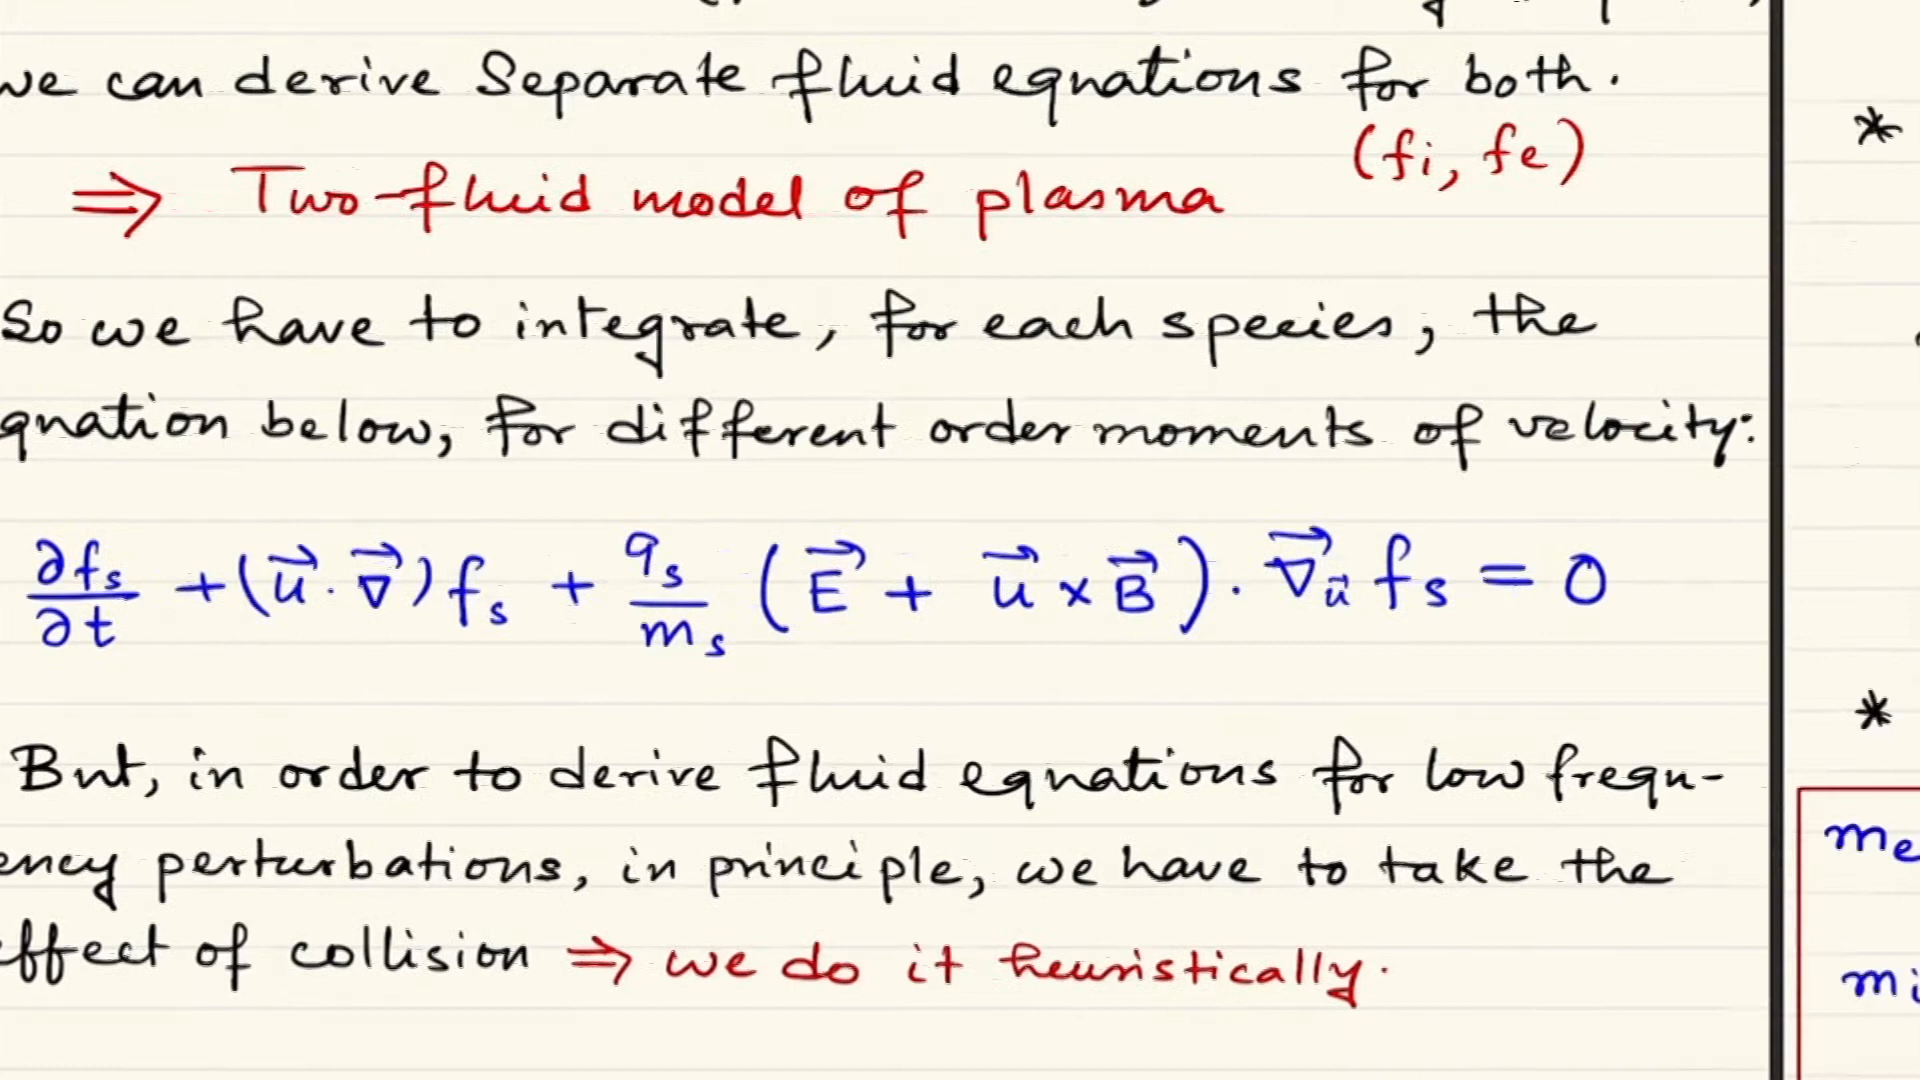 we can derive Separate fluid equations for both.
(fi, fe)
⇒ Two-fluid model of plasma
So we have to integrate, for each species, the
quation below, for different order moments of velocity:
∂fs/∂t + (u⃗·∇⃗)fs + qs/ms (E⃗ + u⃗ × B⃗)·∇⃗u⃗ fs = 0
But, in order to derive fluid equations for low frequ-
ency perturbations, in principle, we have to take the
effect of collision ⇒ we do it heuristically.
*
*
me
mi